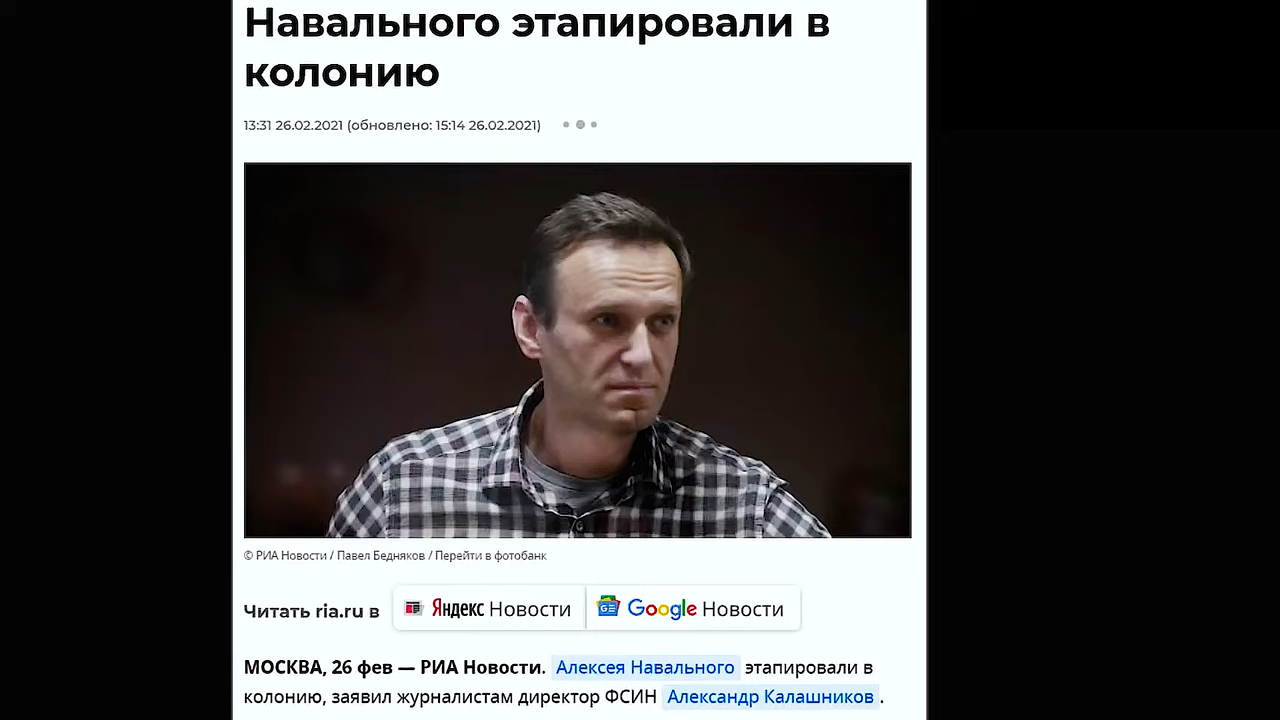 Навального этапировали в
колонию
13:31 26.02.2021 (обновлено: 15:14 26.02.2021)
© РИА Новости / Павел Бедняков / Перейти в фотобанк
Читать ria.ru в Яндекс Новости GE Google Новости
МОСКВА, 26 фев — РИА Новости. Алексея Навального этапировали в
колонию, заявил журналистам директор ФСИН Александр Калашников.